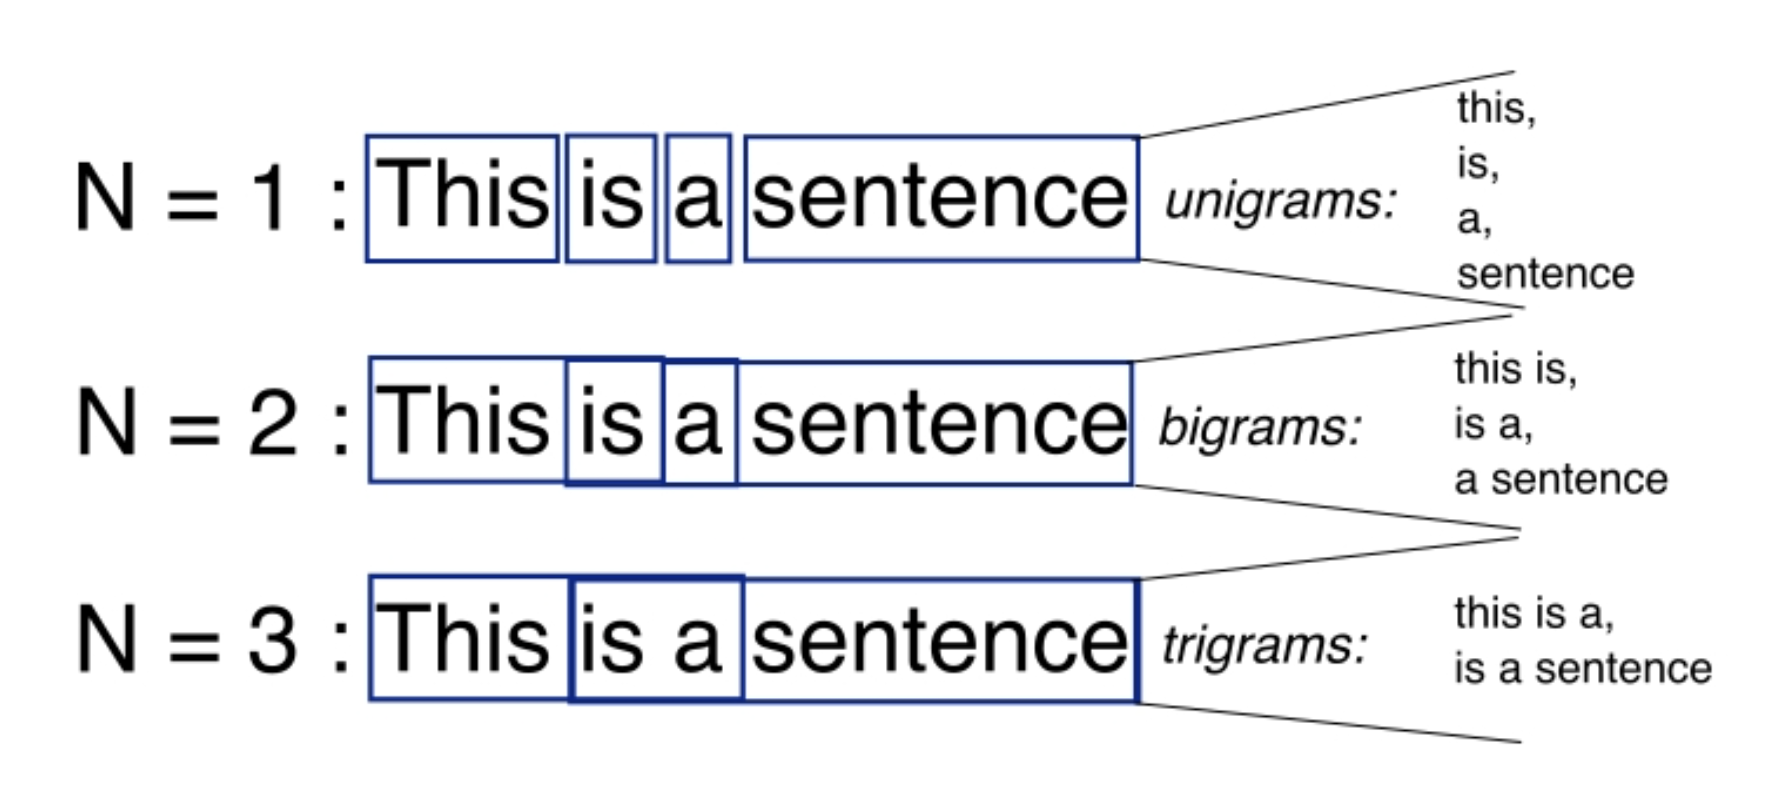 N = 1 : This is a sentence unigrams:
this,
is,
a,
sentence
N = 2 : This is a sentence bigrams:
this is,
is a,
a sentence
N = 3 : This is a sentence trigrams:
this is a,
is a sentence